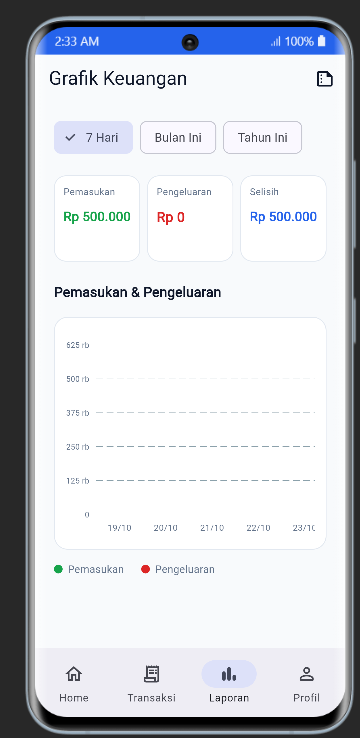 2:33 AM 100%
Grafik Keuangan
7 Hari Bulan Ini Tahun Ini
Pemasukan Pengeluaran Selisih
Rp 500.000 Rp 0 Rp 500.000
Pemasukan & Pengeluaran
625 rb
500 rb
375 rb
250 rb
125 rb
0
19/10 20/10 21/10 22/10 23/10
Pemasukan Pengeluaran
Home Transaksi Laporan Profil